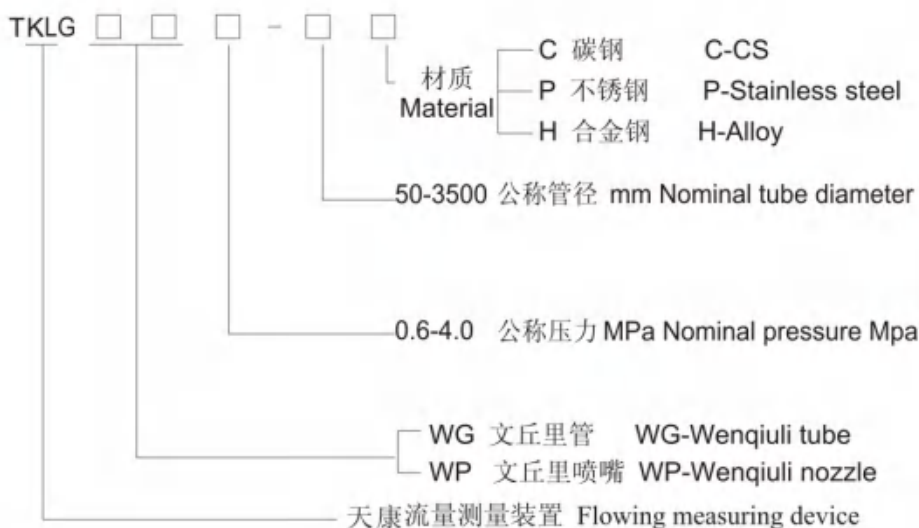 TKLG □ □ □ - □ □
材质
Material
C 碳钢 C-CS
P 不锈钢 P-Stainless steel
H 合金钢 H-Alloy
50-3500 公称管径 mm Nominal tube diameter
0.6-4.0 公称压力 MPa Nominal pressure Mpa
WG 文丘里管 WG-Wenqiuli tube
WP 文丘里喷嘴 WP-Wenqiuli nozzle
天康流量测量装置 Flowing measuring device